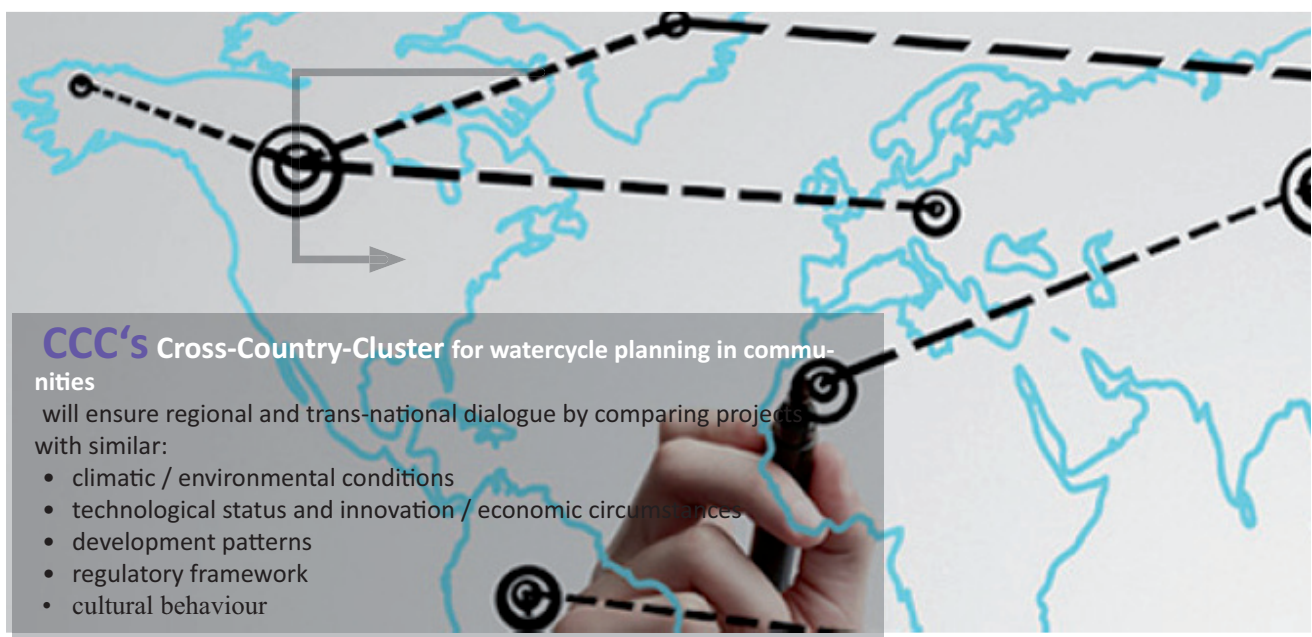 CCC‘s Cross-Country-Cluster for watercycle planning in commu-
nities
will ensure regional and trans-national dialogue by comparing projects
with similar:
• climatic / environmental conditions
• technological status and innovation / economic circumstances
• development patterns
• regulatory framework
• cultural behaviour